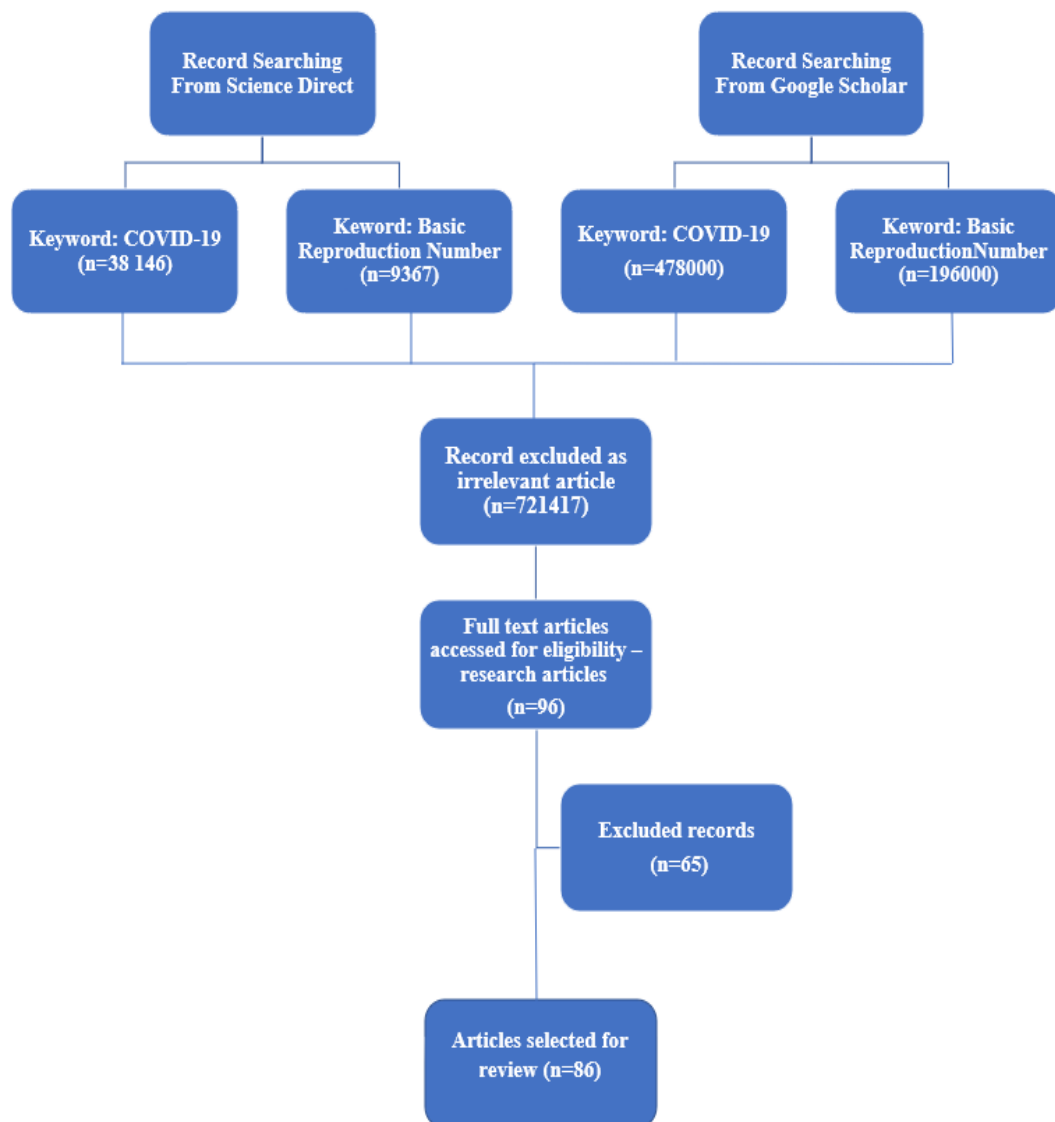 Record Searching
From Science Direct
Record Searching
From Google Scholar
Keyword: COVID-19
(n=38 146)
Keword: Basic
Reproduction Number
(n=9367)
Keyword: COVID-19
(n=478000)
Keword: Basic
ReproductionNumber
(n=196000)
Record excluded as
irrelevant article
(n=721417)
Full text articles
accessed for eligibility –
research articles
(n=96)
Excluded records
(n=65)
Articles selected for
review (n=86)